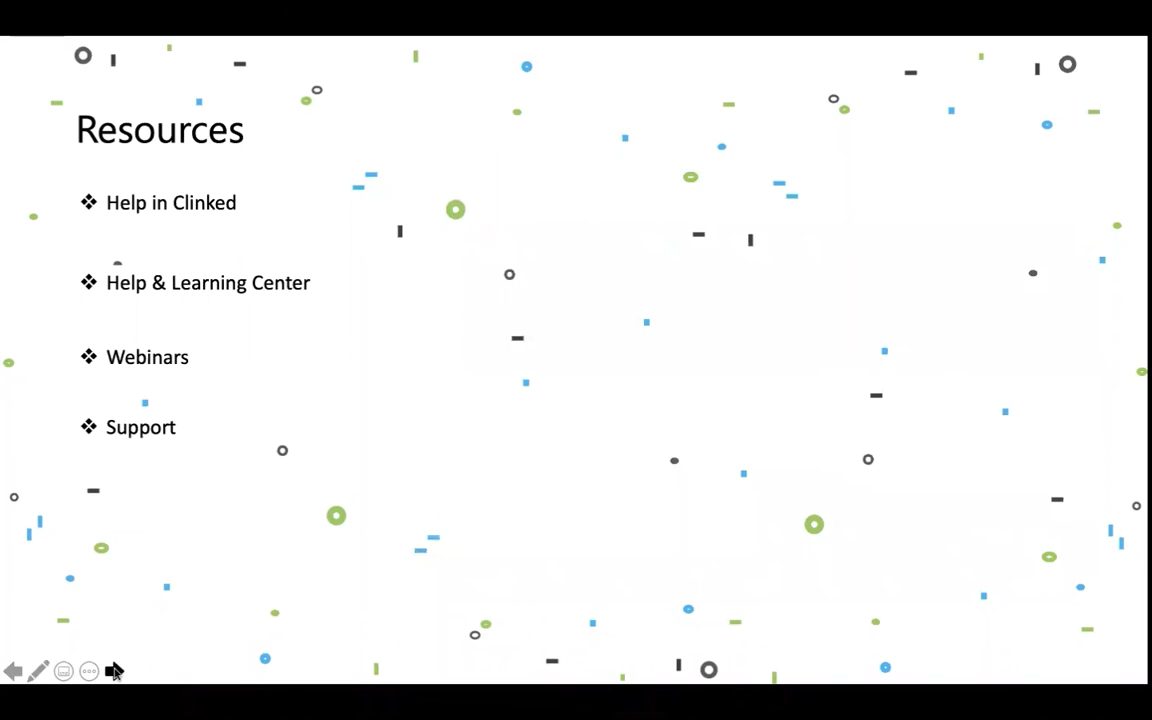 Resources
❖ Help in Clinked
❖ Help & Learning Center
❖ Webinars
❖ Support